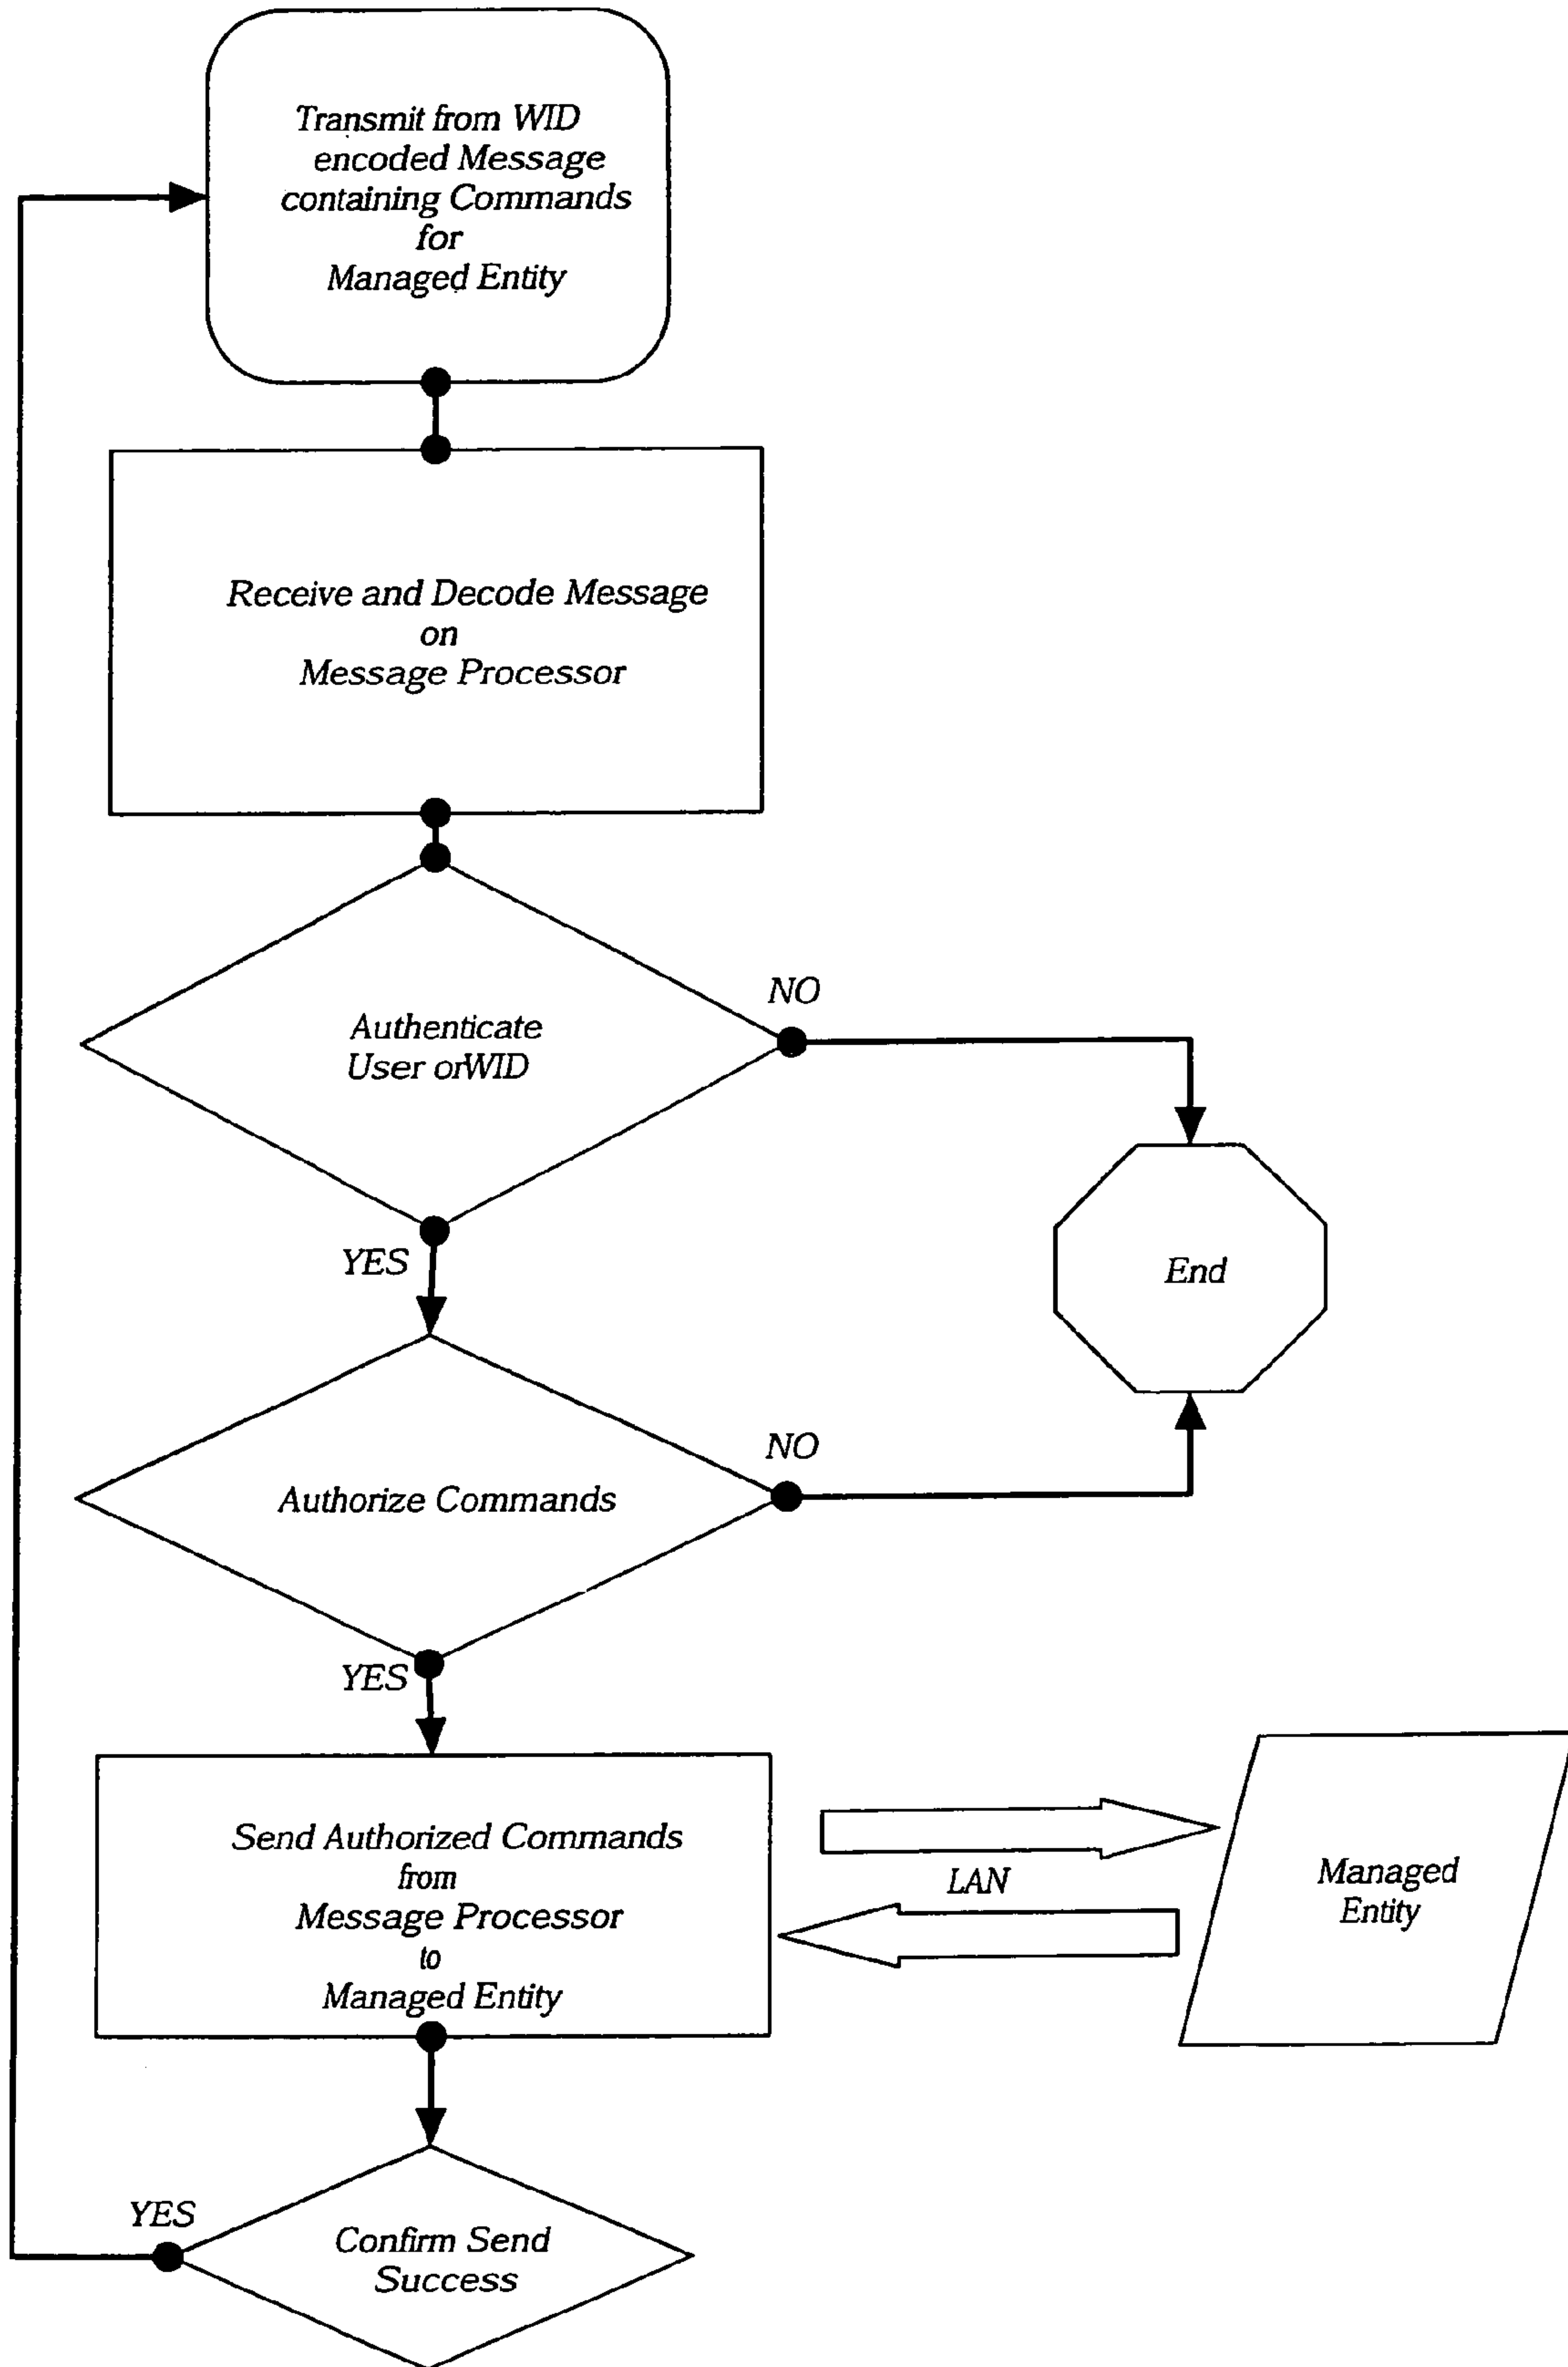 Transmit from WID
encoded Message
containing Commands
for
Managed Entity
Receive and Decode Message
on
Message Processor
NO
Authenticate
User orWID
YES
End
NO
Authorize Commands
YES
Send Authorized Commands
from
Message Processor
to
Managed Entity
LAN
Managed
Entity
YES
Confirm Send
Success